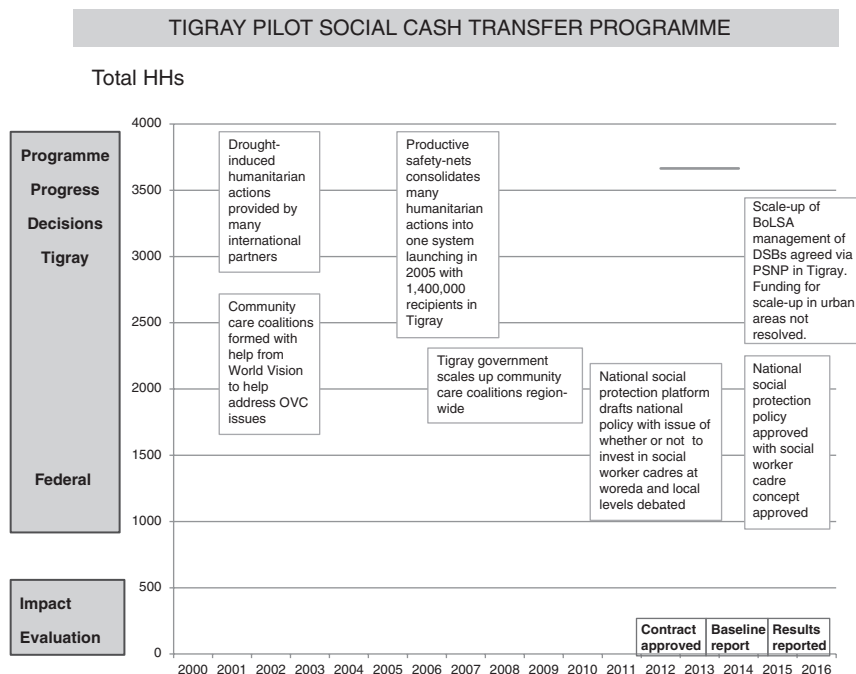 TIGRAY PILOT SOCIAL CASH TRANSFER PROGRAMME
Total HHs
4000
3500
3000
2500
2000
1500
1000
500
0
Programme
Progress
Decisions
Tigray
Federal
Impact
Evaluation
Drought-
induced
humanitarian
actions
provided by
many
international
partners
Community
care coalitions
formed with
help from
World Vision
to help
address OVC
issues
Productive
safety-nets
consolidates
many
humanitarian
actions into
one system
launching in
2005 with
1,400,000
recipients in
Tigray
Tigray government
scales up community
care coalitions region-
wide
National social
protection platform
drafts national
policy with issue of
whether or not to
invest in social
worker cadres at
woreda and local
levels debated
Scale-up of
BoLSA
management of
DSBs agreed via
PSNP in Tigray.
Funding for
scale-up in urban
areas not
resolved.
National
social
protection
policy
approved
with social
worker
cadre
concept
approved
Contract
approved
Baseline
report
Results
reported
2000 2001 2002 2003 2004 2005 2006 2007 2008 2009 2010 2011 2012 2013 2014 2015 2016